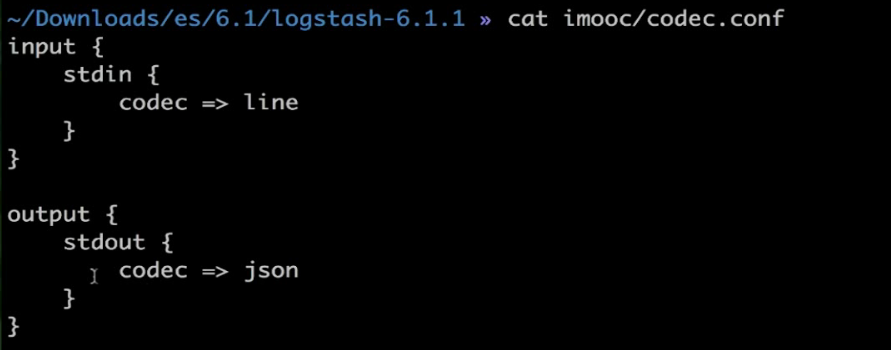 ~/Downloads/es/6.1/logstash-6.1.1 » cat imooc/codec.conf
input {
    stdin {
        codec => line
    }
}

output {
    stdout {
        codec => json
    }
}